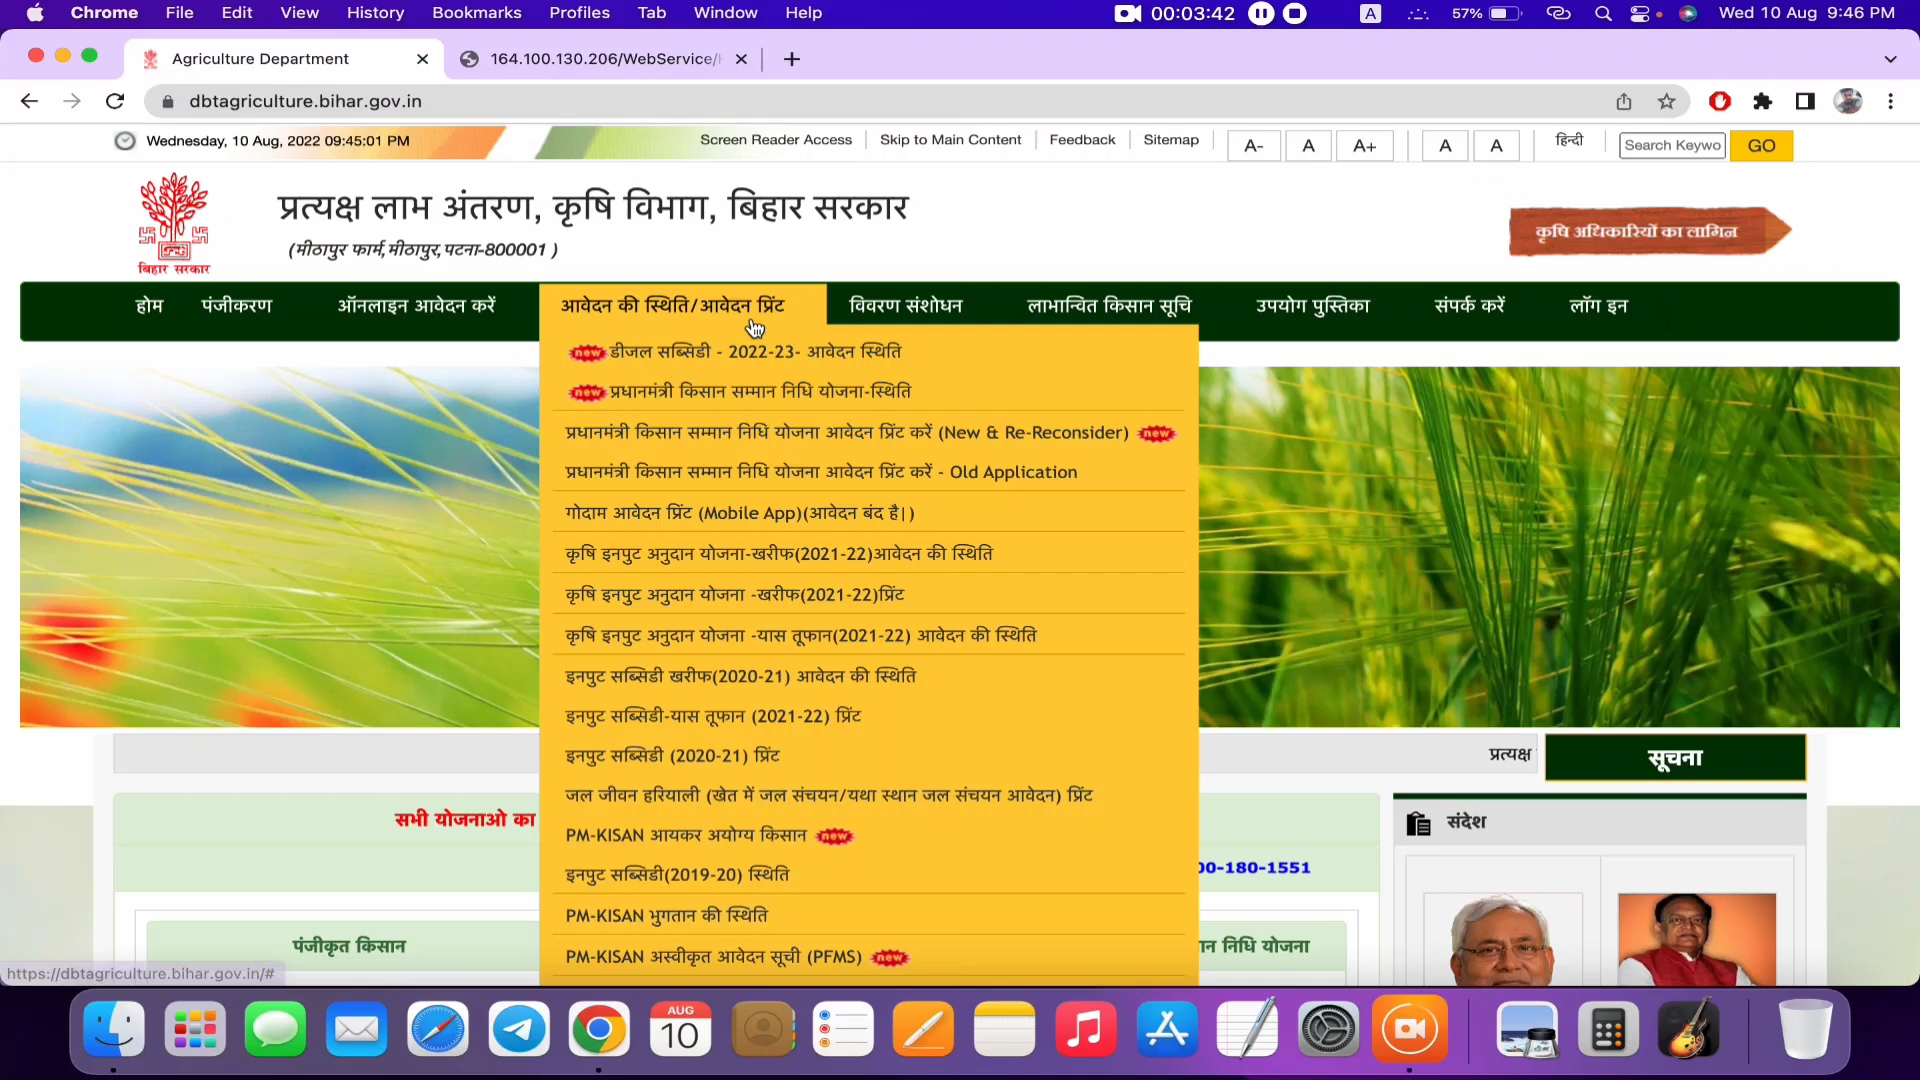 Chrome File Edit View History Bookmarks Profiles Tab Window Help 00:03:42 A 57% Wed 10 Aug 9:46 PM
Agriculture Department 164.100.130.206/WebService/
dbtagriculture.bihar.gov.in
Wednesday, 10 Aug, 2022 09:45:01 PM Screen Reader Access Skip to Main Content Feedback Sitemap A- A A+ A A हिन्दी Search Keywo GO
प्रत्यक्ष लाभ अंतरण, कृषि विभाग, बिहार सरकार
(मीठापुर फार्म,मीठापुर,पटना-800001 )
कृषि अधिकारियों का लागिन
बिहार सरकार
होम पंजीकरण ऑनलाइन आवेदन करें आवेदन की स्थिति/आवेदन प्रिंट विवरण संशोधन लाभान्वित किसान सूचि उपयोग पुस्तिका संपर्क करें लॉग इन
new डीजल सब्सिडी - 2022-23- आवेदन स्थिति
new प्रधानमंत्री किसान सम्मान निधि योजना-स्थिति
प्रधानमंत्री किसान सम्मान निधि योजना आवेदन प्रिंट करें (New & Re-Reconsider) new
प्रधानमंत्री किसान सम्मान निधि योजना आवेदन प्रिंट करें - Old Application
गोदाम आवेदन प्रिंट (Mobile App)(आवेदन बंद है|)
कृषि इनपुट अनुदान योजना-खरीफ(2021-22)आवेदन की स्थिति
कृषि इनपुट अनुदान योजना -खरीफ(2021-22)प्रिंट
कृषि इनपुट अनुदान योजना -यास तूफान(2021-22) आवेदन की स्थिति
इनपुट सब्सिडी खरीफ(2020-21) आवेदन की स्थिति
इनपुट सब्सिडी-यास तूफान (2021-22) प्रिंट
इनपुट सब्सिडी (2020-21) प्रिंट
जल जीवन हरियाली (खेत में जल संचयन/यथा स्थान जल संचयन आवेदन) प्रिंट
PM-KISAN आयकर अयोग्य किसान new
इनपुट सब्सिडी(2019-20) स्थिति
PM-KISAN भुगतान की स्थिति
PM-KISAN अस्वीकृत आवेदन सूची (PFMS) new
प्रत्यक्ष सूचना
सभी योजनाओ का
संदेश
00-180-1551
पंजीकृत किसान
न निधि योजना
https://dbtagriculture.bihar.gov.in/#
AUG
10